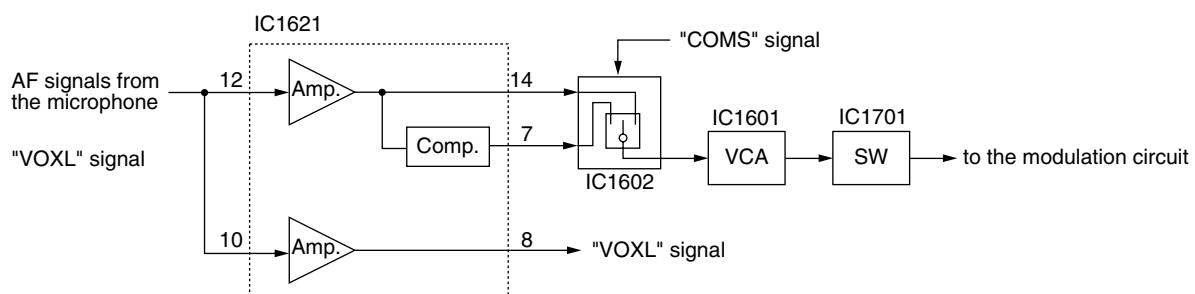 IC1621
"COMS" signal
AF signals from
the microphone
12
Amp.
14
7
Comp.
IC1602
IC1601
VCA
IC1701
SW
to the modulation circuit
"VOXL" signal
10
Amp.
8
"VOXL" signal